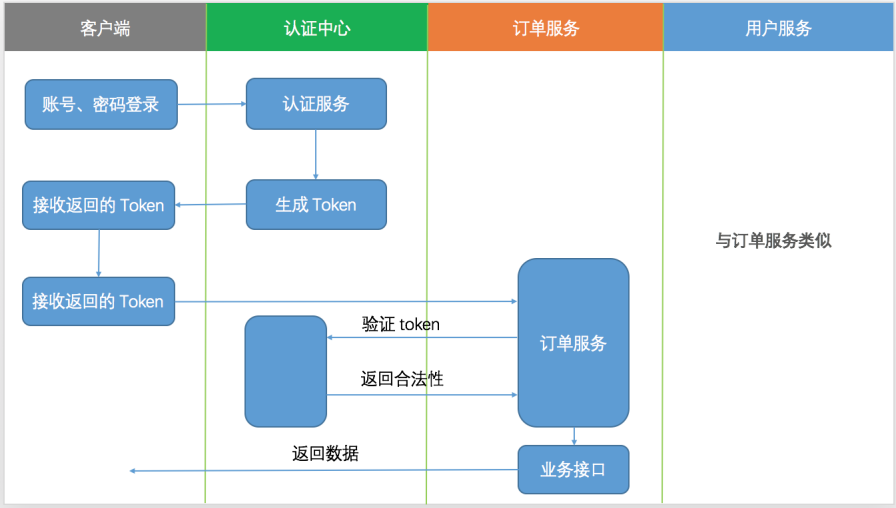 客户端
认证中心
订单服务
用户服务
账号、密码登录
认证服务
接收返回的 Token
生成 Token
与订单服务类似
接收返回的 Token
验证 token
订单服务
返回合法性
返回数据
业务接口